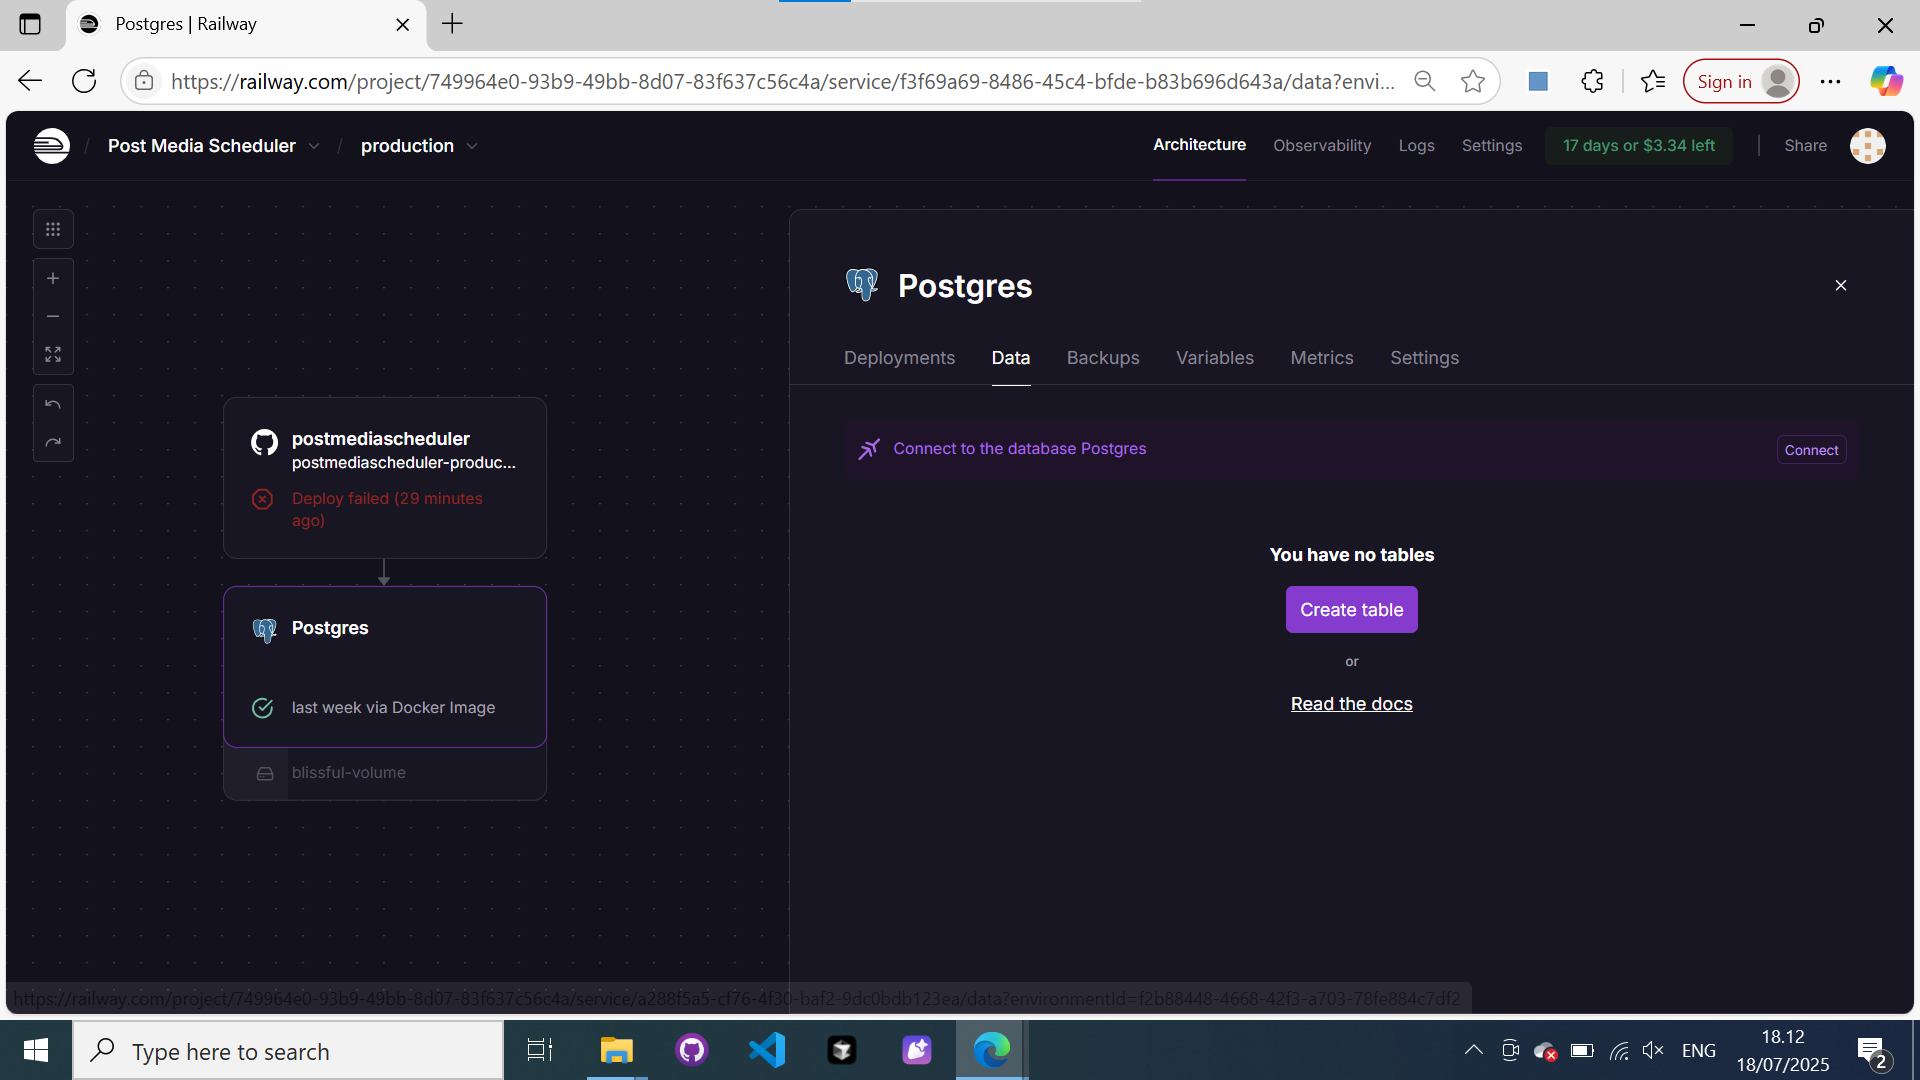 Postgres | Railway
https://railway.com/project/749964e0-93b9-49bb-8d07-83f637c56c4a/service/f3f69a69-8486-45c4-bfde-b83b696d643a/data?envi...
Sign in
/ Post Media Scheduler / production
Architecture
Observability
Logs
Settings
17 days or $3.34 left
Share
postmediascheduler
postmediascheduler-produc...
Deploy failed (29 minutes
ago)
Postgres
last week via Docker Image
blissful-volume
Postgres
Deployments
Data
Backups
Variables
Metrics
Settings
Connect to the database Postgres
Connect
You have no tables
Create table
or
Read the docs
https://railway.com/project/749964e0-93b9-49bb-8d07-83f637c56c4a/service/a288f5a5-cf76-4f30-baf2-9dc0bdb123ea/data?environmentId=f2b88448-4668-42f3-a703-78fe884c7df2
Type here to search
ENG
18.12
18/07/2025
2